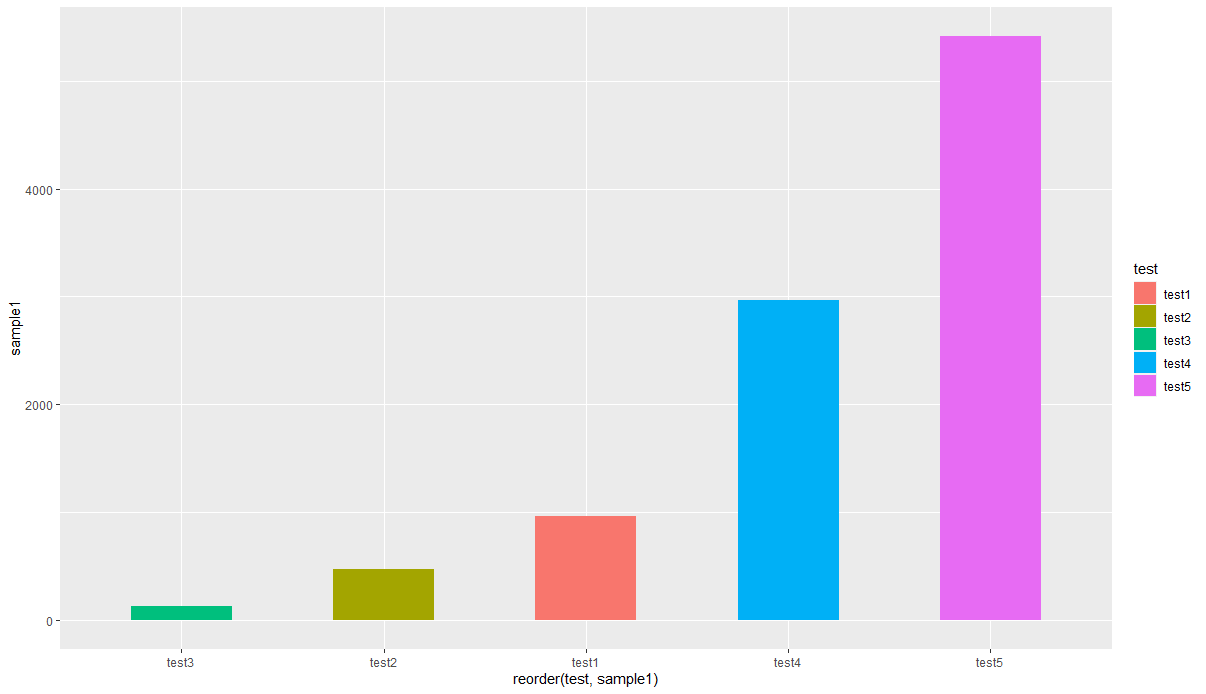 sample1
4000
2000
0
test3 test2 test1 test4 test5
reorder(test, sample1)
test
test1
test2
test3
test4
test5